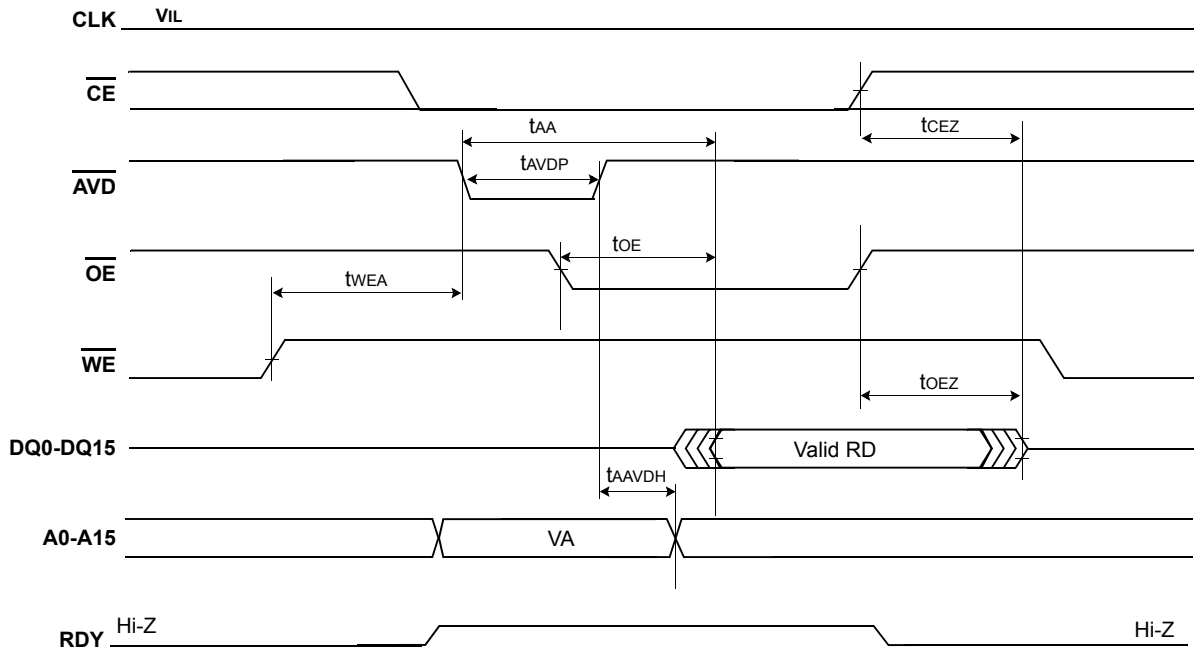 CLK VIL
CE
tAA tCEZ
tAVDP
AVD
tOE
OE
tWEA
WE
tOEZ
DQ0-DQ15 Valid RD
tAAVDH
A0-A15 VA
RDY Hi-Z Hi-Z